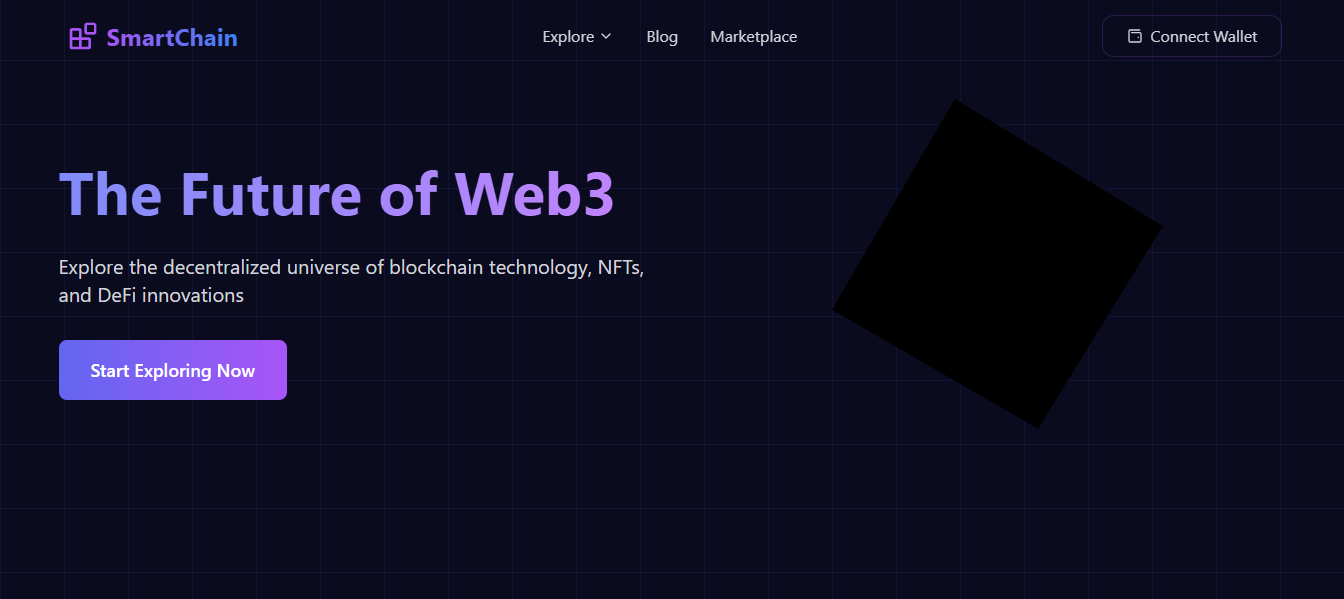 SmartChain
Explore
Blog
Marketplace
Connect Wallet
The Future of Web3
Explore the decentralized universe of blockchain technology, NFTs,
and DeFi innovations
Start Exploring Now